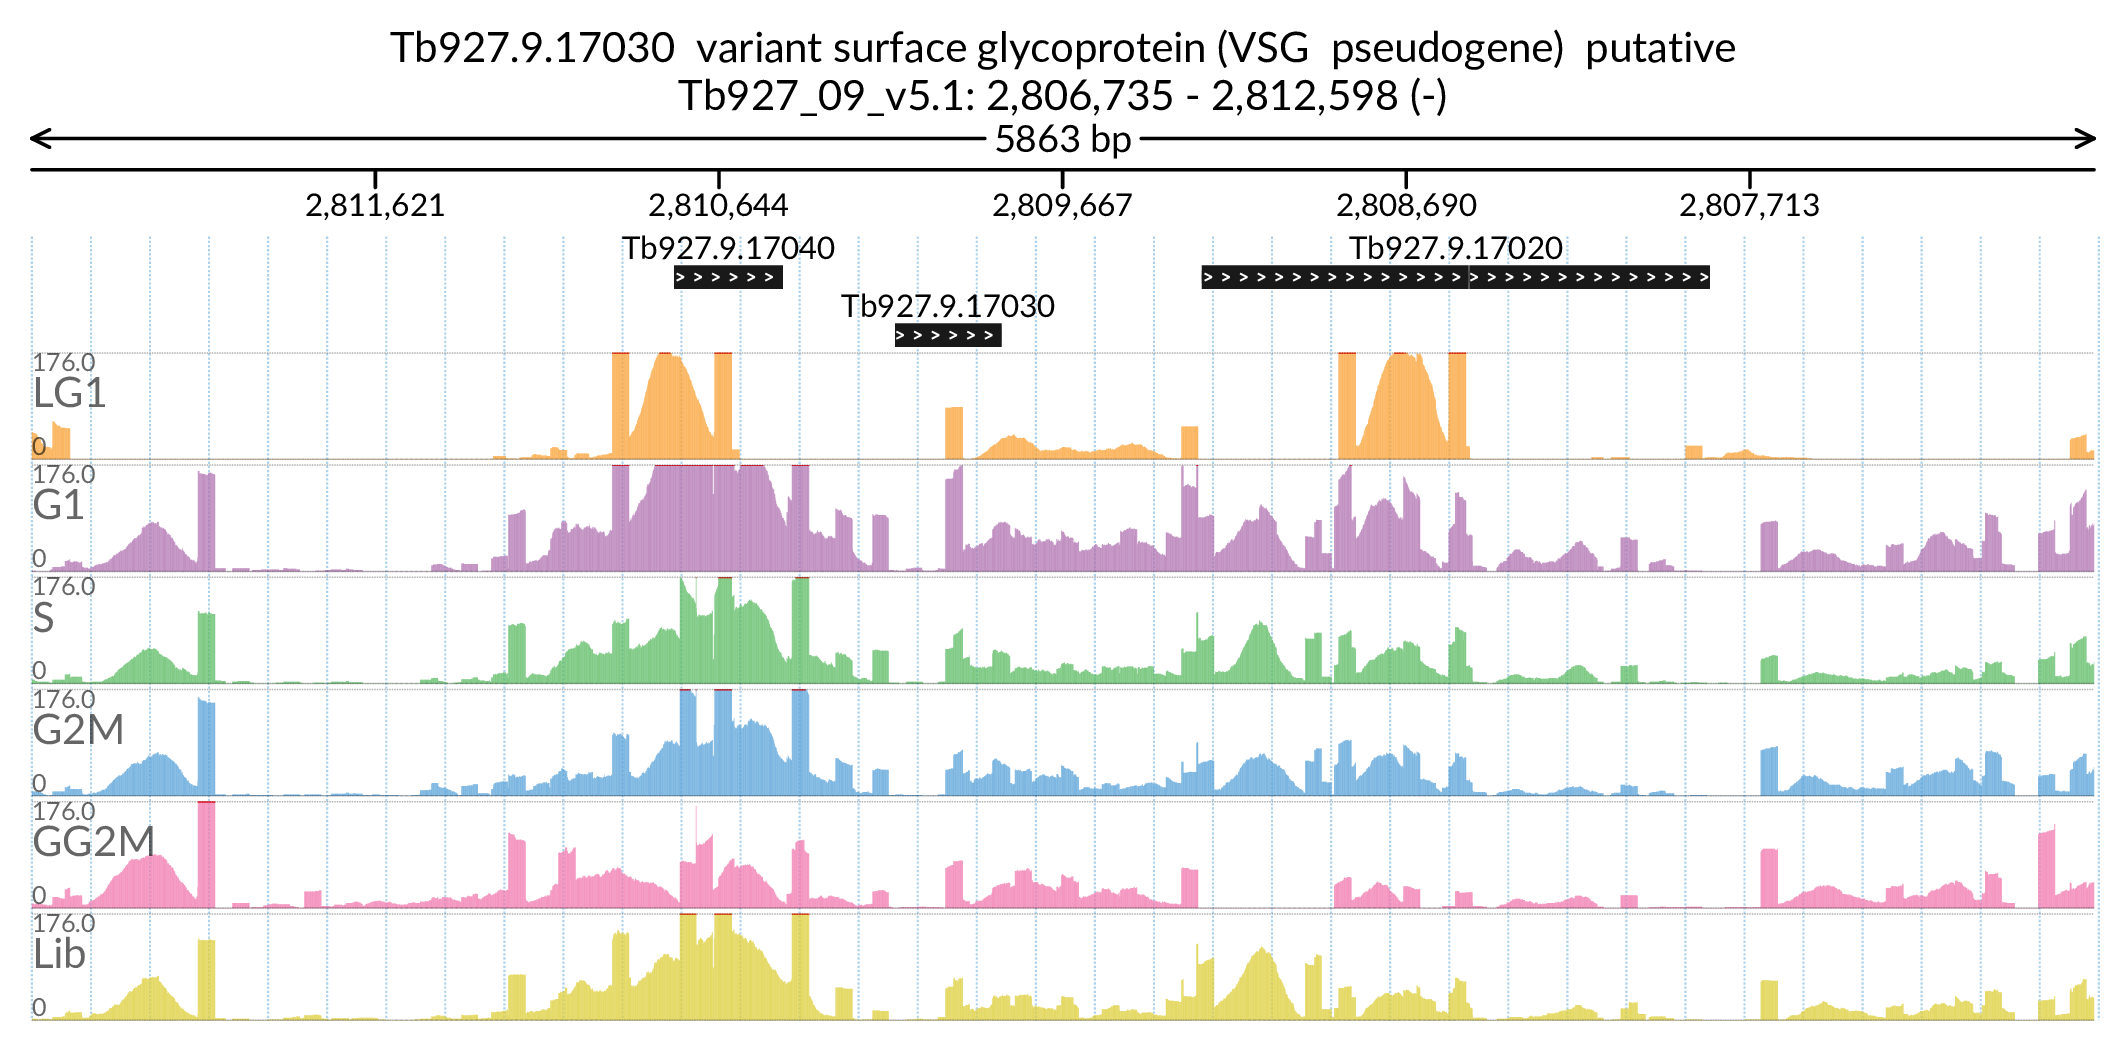 Tb927.9.17030  variant surface glycoprotein (VSG  pseudogene)  putative
Tb927_09_v5.1: 2,806,735 - 2,812,598 (-)
5863 bp
2,811,621 2,810,644 2,809,667 2,808,690 2,807,713
Tb927.9.17040 Tb927.9.17020
Tb927.9.17030
176.0
LG1
0
176.0
G1
0
176.0
S
0
176.0
G2M
0
176.0
GG2M
0
176.0
Lib
0